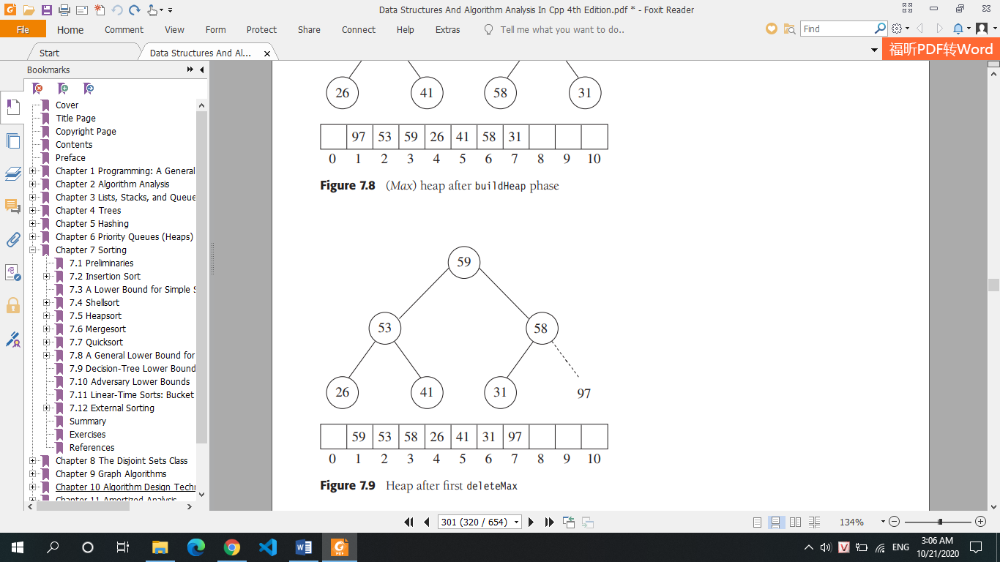 Data Structures And Algorithm Analysis In Cpp 4th Edition.pdf * - Foxit Reader
File Home Comment View Form Protect Share Connect Help Extras Tell me what you want to do.. Find
Start Data Structures And Al... 福昕PDF转Word
Bookmarks
Cover
Title Page
Copyright Page
Contents
Preface
Chapter 1 Programming: A General
Chapter 2 Algorithm Analysis
Chapter 3 Lists, Stacks, and Queue
Chapter 4 Trees
Chapter 5 Hashing
Chapter 6 Priority Queues (Heaps)
Chapter 7 Sorting
7.1 Preliminaries
7.2 Insertion Sort
7.3 A Lower Bound for Simple S
7.4 Shellsort
7.5 Heapsort
7.6 Mergesort
7.7 Quicksort
7.8 A General Lower Bound for
7.9 Decision-Tree Lower Bound
7.10 Adversary Lower Bounds
7.11 Linear-Time Sorts: Bucket
7.12 External Sorting
Summary
Exercises
References
Chapter 8 The Disjoint Sets Class
Chapter 9 Graph Algorithms
Chapter 10 Algorithm Design Techn
Chapter 11 Amortized Analysis
26 41 58 31
97 53 59 26 41 58 31
0 1 2 3 4 5 6 7 8 9 10
Figure 7.8 (Max) heap after buildHeap phase
59
53 58
26 41 31 97
59 53 58 26 41 31 97
0 1 2 3 4 5 6 7 8 9 10
Figure 7.9 Heap after first deleteMax
301 (320 / 654) 134%
V ENG 3:06 AM
10/21/2020